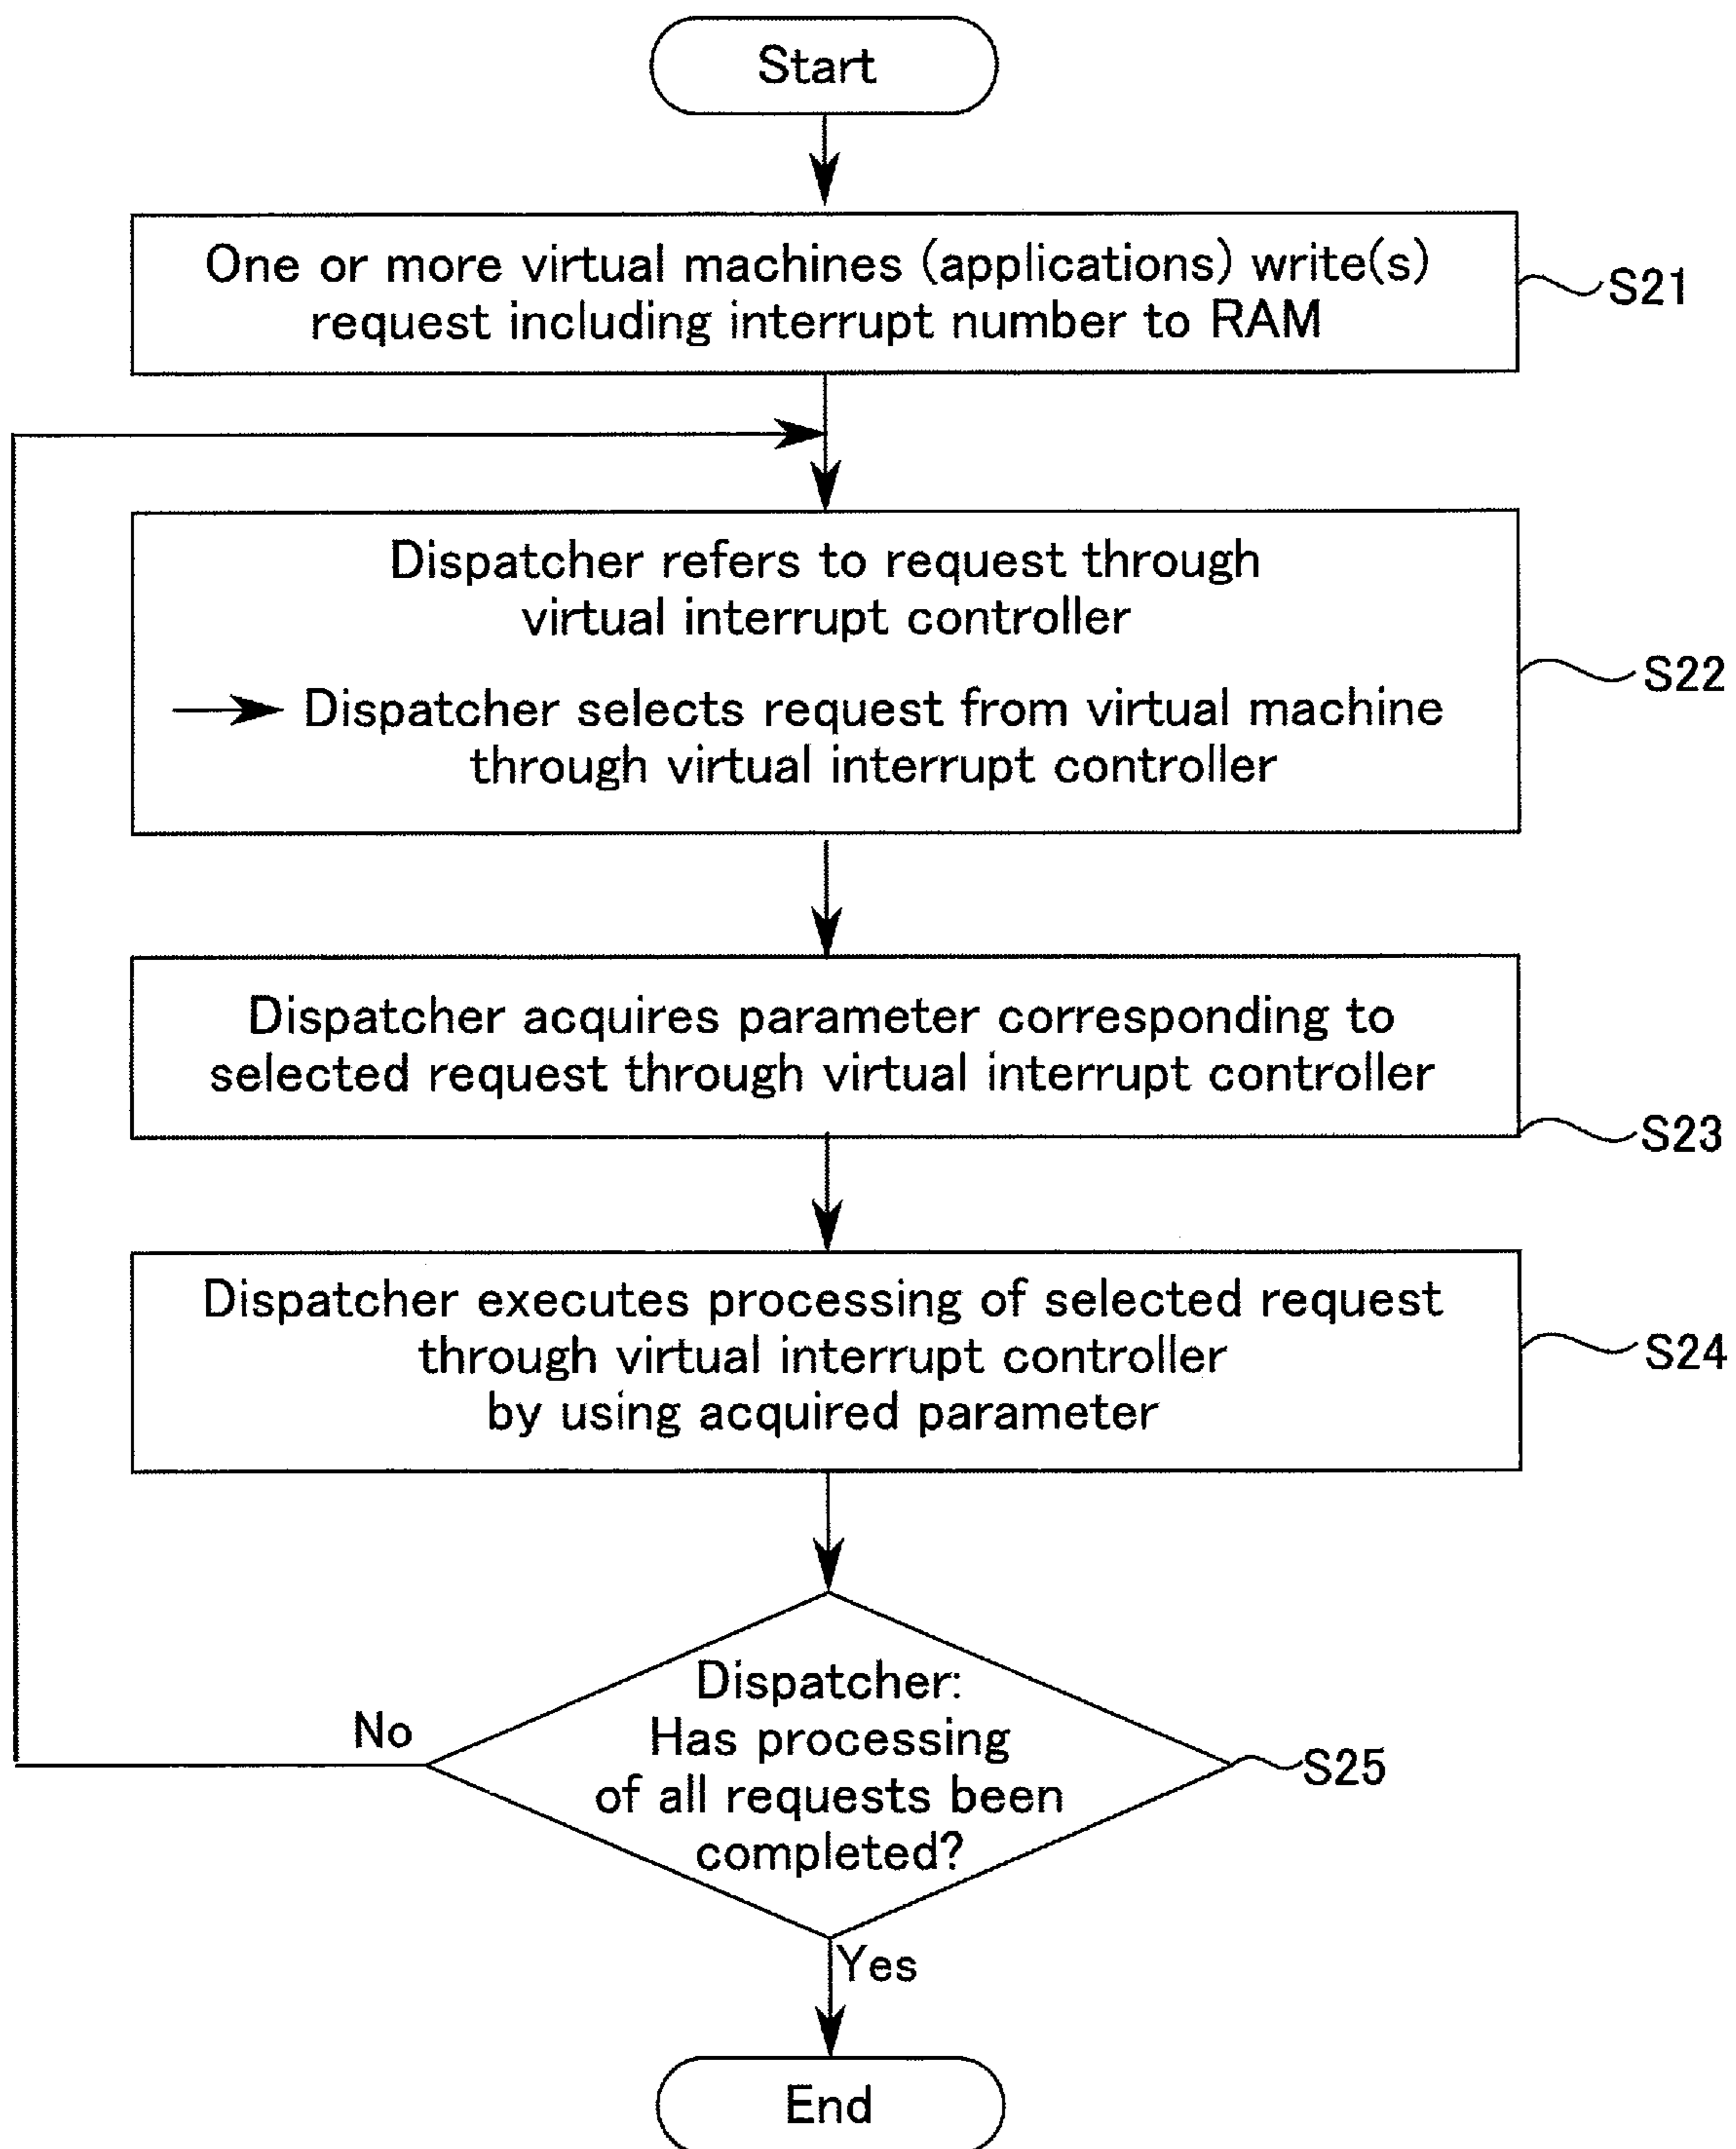 Start
One or more virtual machines (applications) write(s)
request including interrupt number to RAM
S21
Dispatcher refers to request through
virtual interrupt controller
Dispatcher selects request from virtual machine
through virtual interrupt controller
S22
Dispatcher acquires parameter corresponding to
selected request through virtual interrupt controller
S23
Dispatcher executes processing of selected request
through virtual interrupt controller
by using acquired parameter
S24
Dispatcher:
Has processing
of all requests been
completed?
No
S25
Yes
End